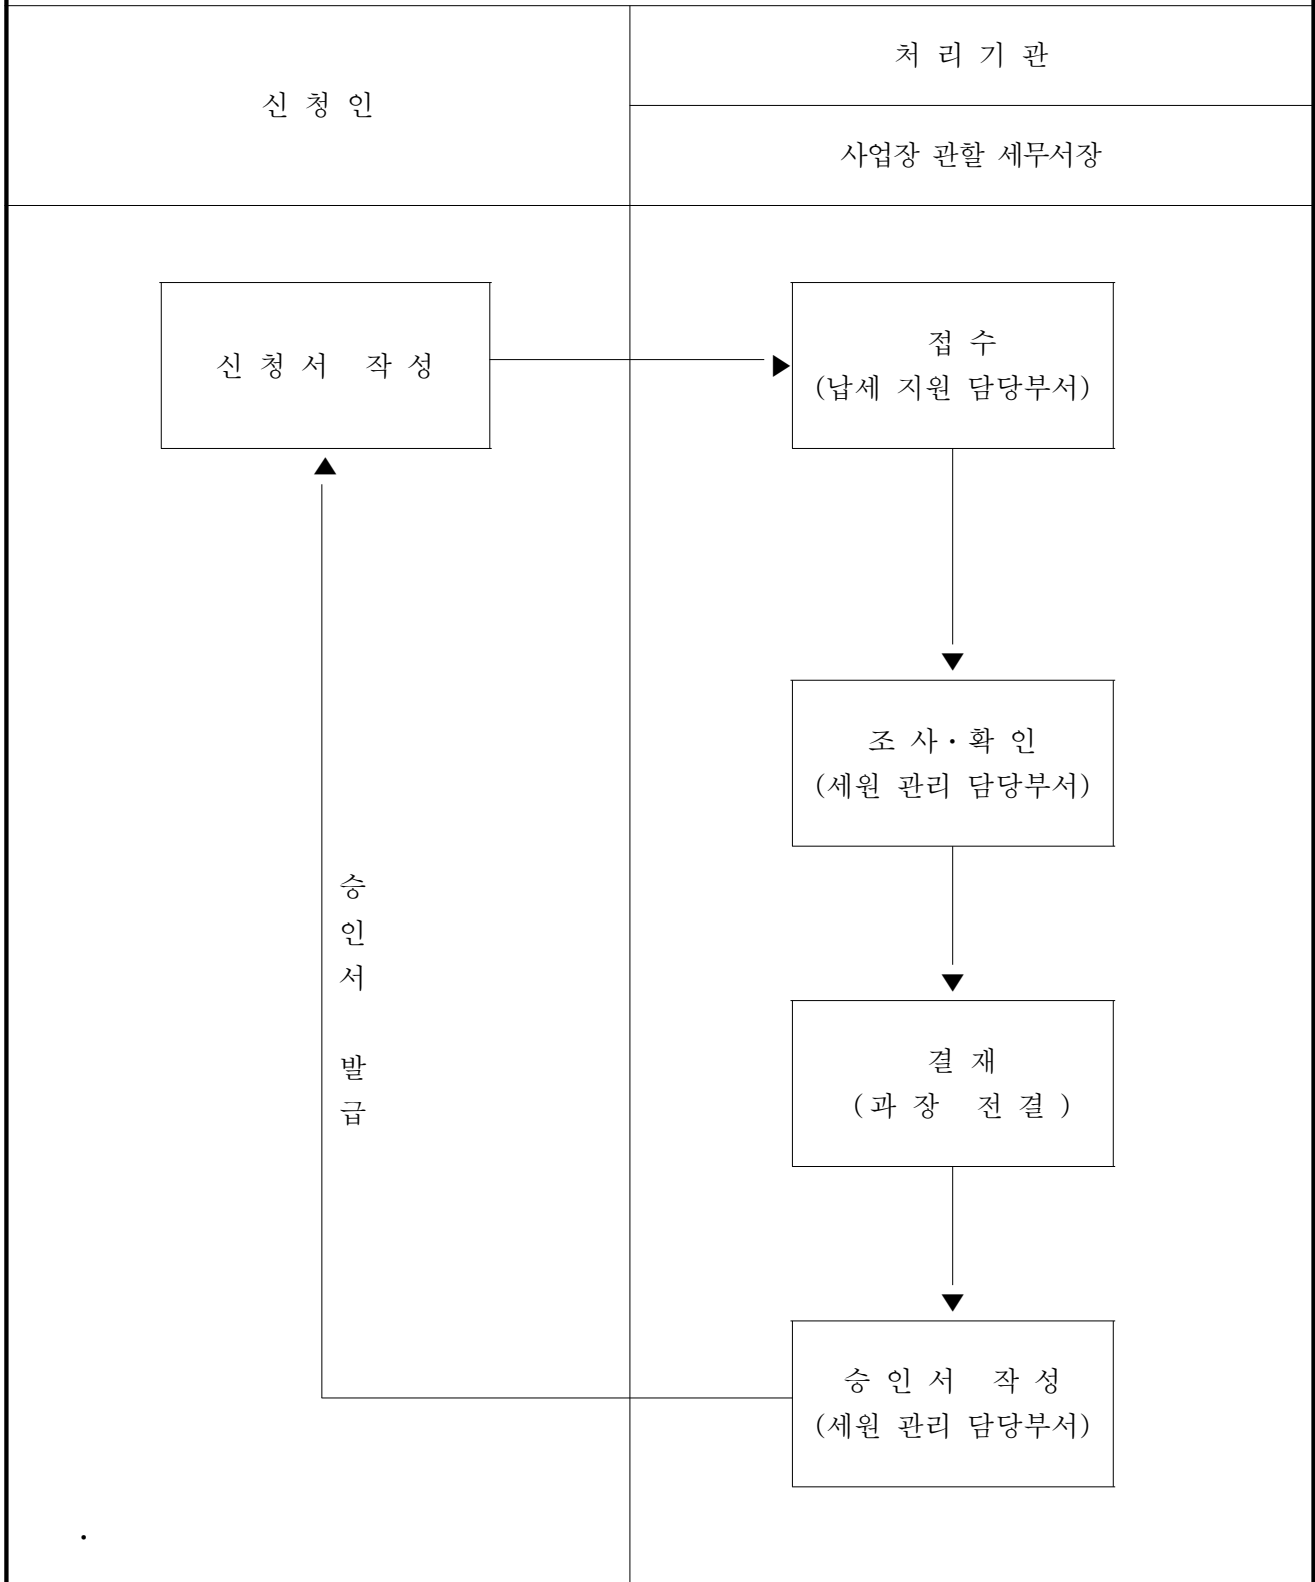 신 청 인
처 리 기 관
사업장 관할 세무서장
신 청 서 작 성
접 수
(납세 지원 담당부서)
조 사 · 확 인
(세원 관리 담당부서)
결 재
( 과 장 전 결 )
승 인 서 작 성
(세원 관리 담당부서)
승
인
서
발
급
.